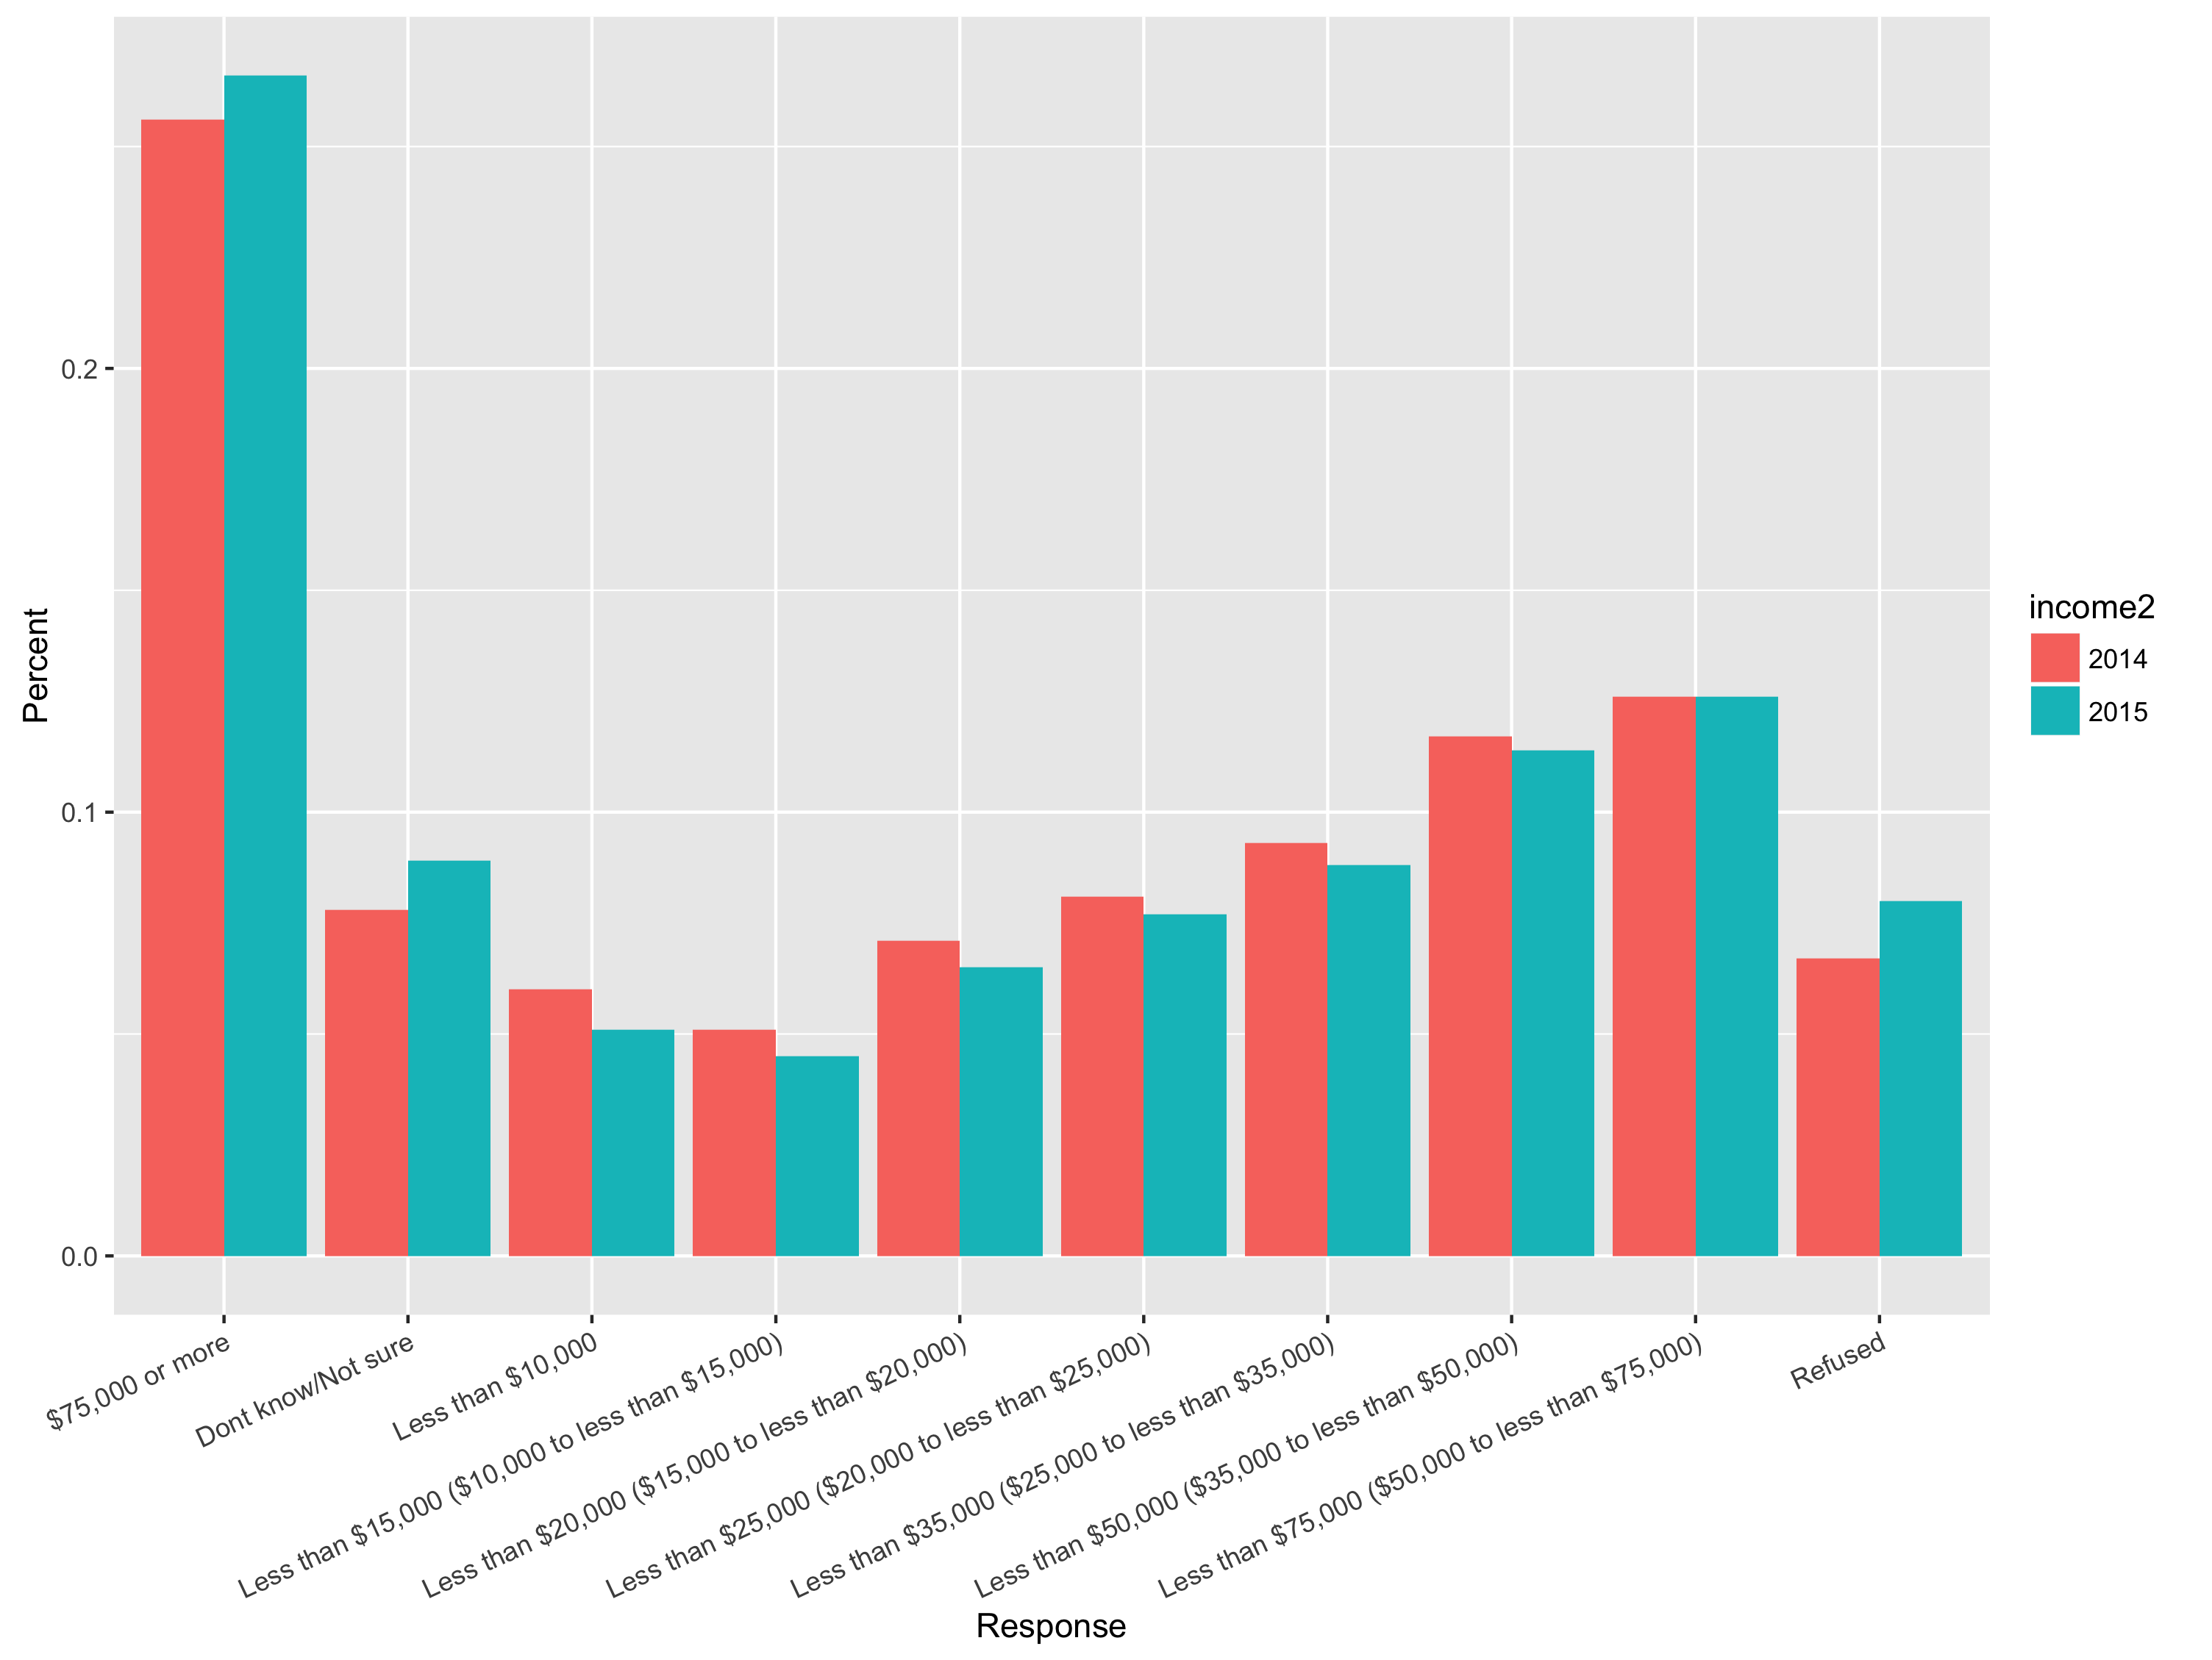 Percent
0.2
0.1
0.0
$75,000 or more
Dont know/Not sure
Less than $10,000
Less than $15,000 ($10,000 to less than $15,000)
Less than $20,000 ($15,000 to less than $20,000)
Less than $25,000 ($20,000 to less than $25,000)
Less than $35,000 ($25,000 to less than $35,000)
Less than $50,000 ($35,000 to less than $50,000)
Less than $75,000 ($50,000 to less than $75,000)
Refused
Response
income2
2014
2015